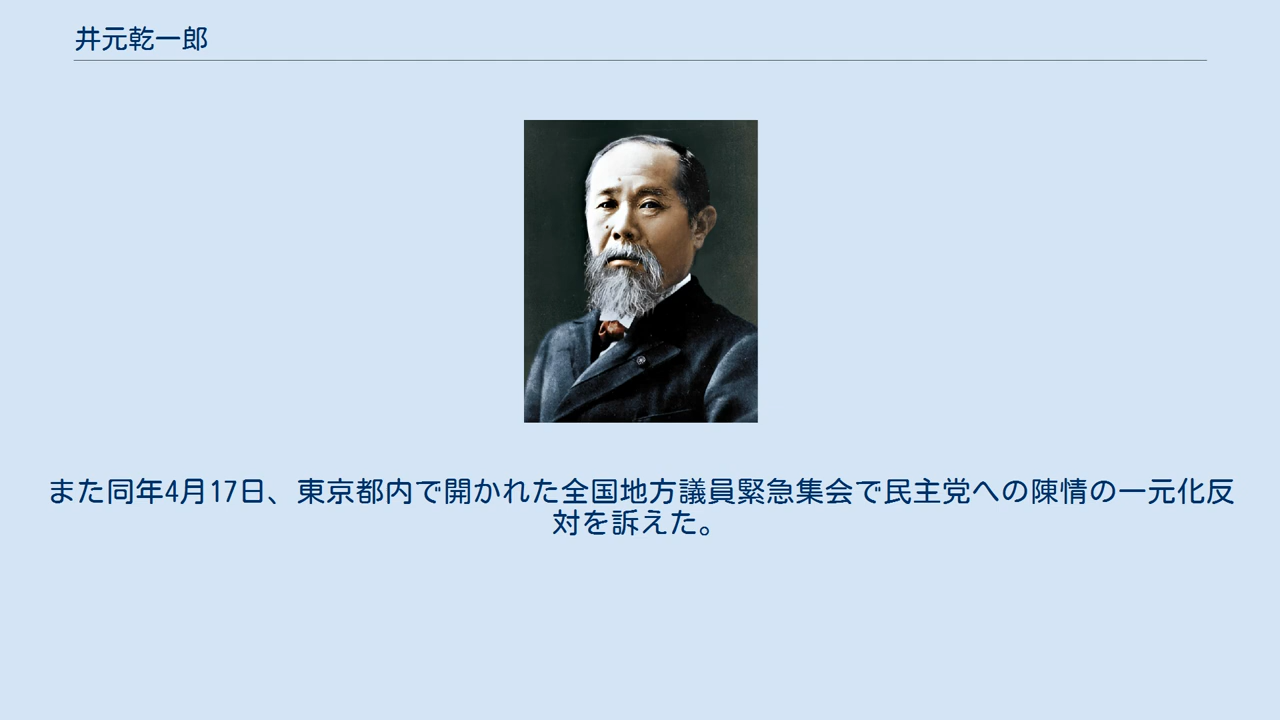 井元乾一郎
また同年4月17日、東京都内で開かれた全国地方議員緊急集会で民主党への陳情の一元化反
対を訴えた。